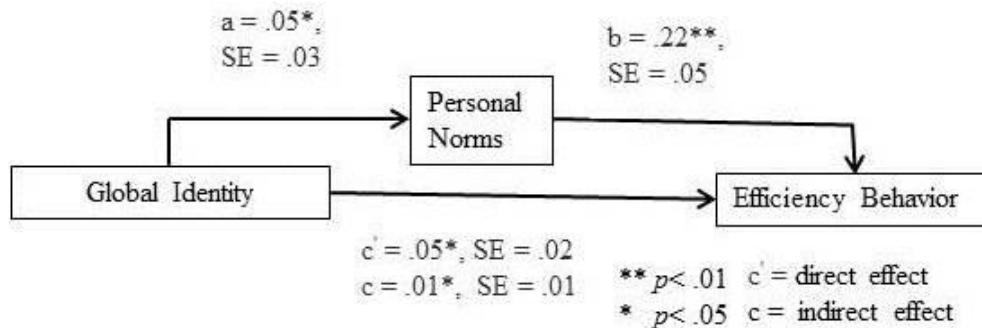 a = .05*,
SE = .03
b = .22**,
SE = .05
Personal
Norms
Global Identity
Efficiency Behavior
c' = .05*, SE = .02
c = .01*, SE = .01
** p< .01 c' = direct effect
* p< .05 c = indirect effect